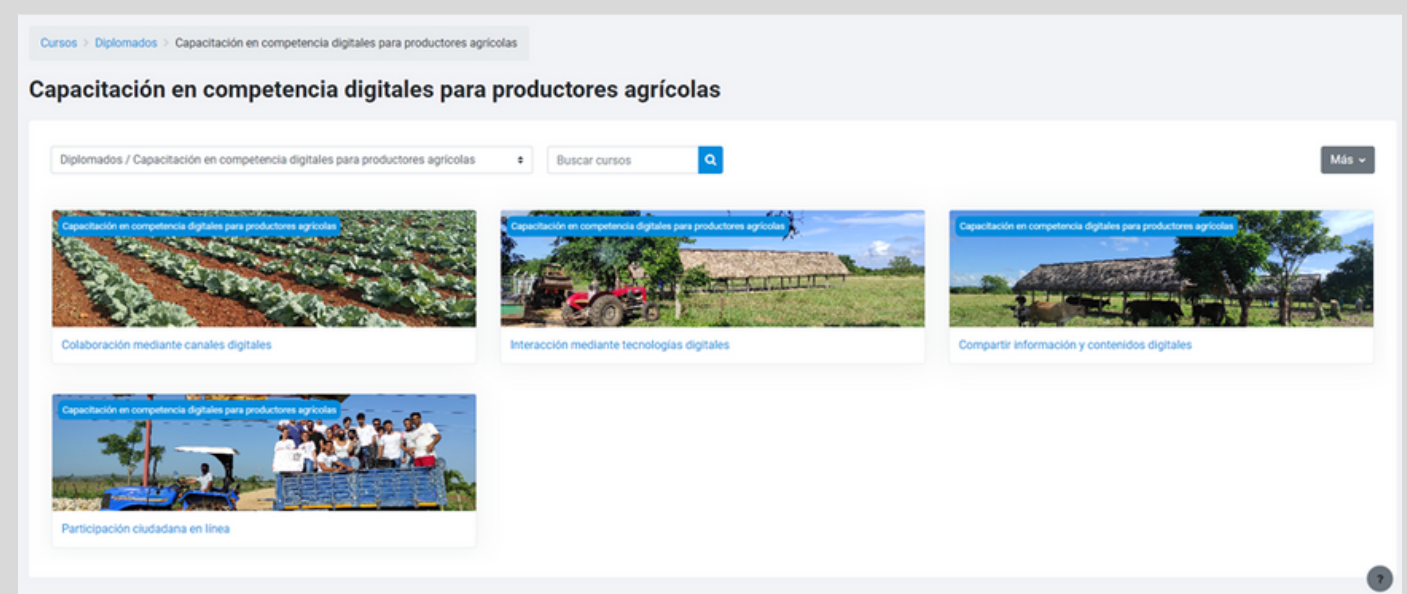 Cursos > Diplomados > Capacitación en competencia digitales para productores agrícolas
Capacitación en competencia digitales para productores agrícolas
Diplomados / Capacitación en competencia digitales para productores agrícolas
Buscar cursos
Más
Capacitación en competencia digitales para productores agrícolas
Colaboración mediante canales digitales
Capacitación en competencia digitales para productores agrícolas
Interacción mediante tecnologías digitales
Capacitación en competencia digitales para productores agrícolas
Compartir información y contenidos digitales
Capacitación en competencia digitales para productores agrícolas
Participación ciudadana en línea
?